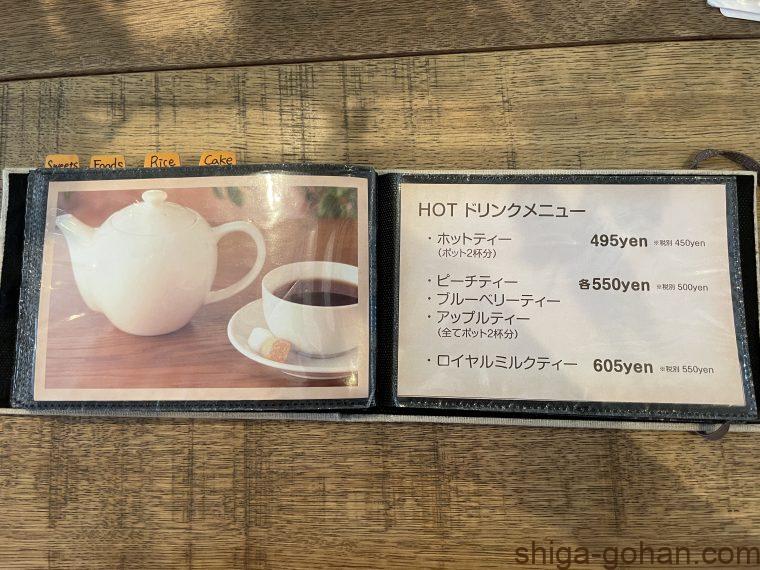 Sweets
Foods
Rice
Cake
HOT ドリンクメニュー
・ホットティー 495yen ※税別 450yen
(ポット2杯分)
・ピーチティー 各550yen ※税別 500yen
・ブルーベリーティー
・アップルティー
(全てポット2杯分)
・ロイヤルミルクティー 605yen ※税別 550yen
shiga-gohan.com